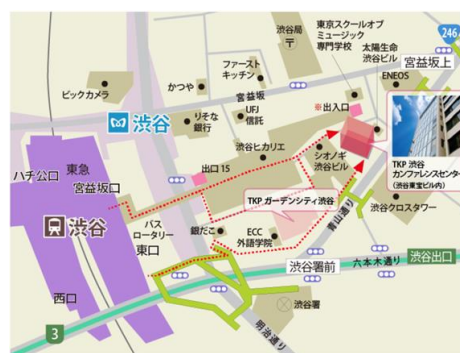 渋谷局
東京スクールオブ
ミュージック
専門学校
太陽生命
渋谷ビル
246
宮益坂上
ファースト
キッチン
ENEOS
ビックカメラ
かつや
宮益坂
UFJ
信託
りそな
銀行
※出入口
渋谷
渋谷ヒカリエ
シオノギ
渋谷ビル
TKP 渋谷
カンファレンスセンター
(渋谷東宝ビル内)
出口 15
ハチ公口
東急
宮益坂口
TKP ガーデンシティ渋谷
渋谷クロスタワー
渋谷
バス
ロータリー
東口
銀だこ
ECC
外語学院
青山通り
渋谷署前
六本木通り
渋谷出口
西口
渋谷署
明治通り
3